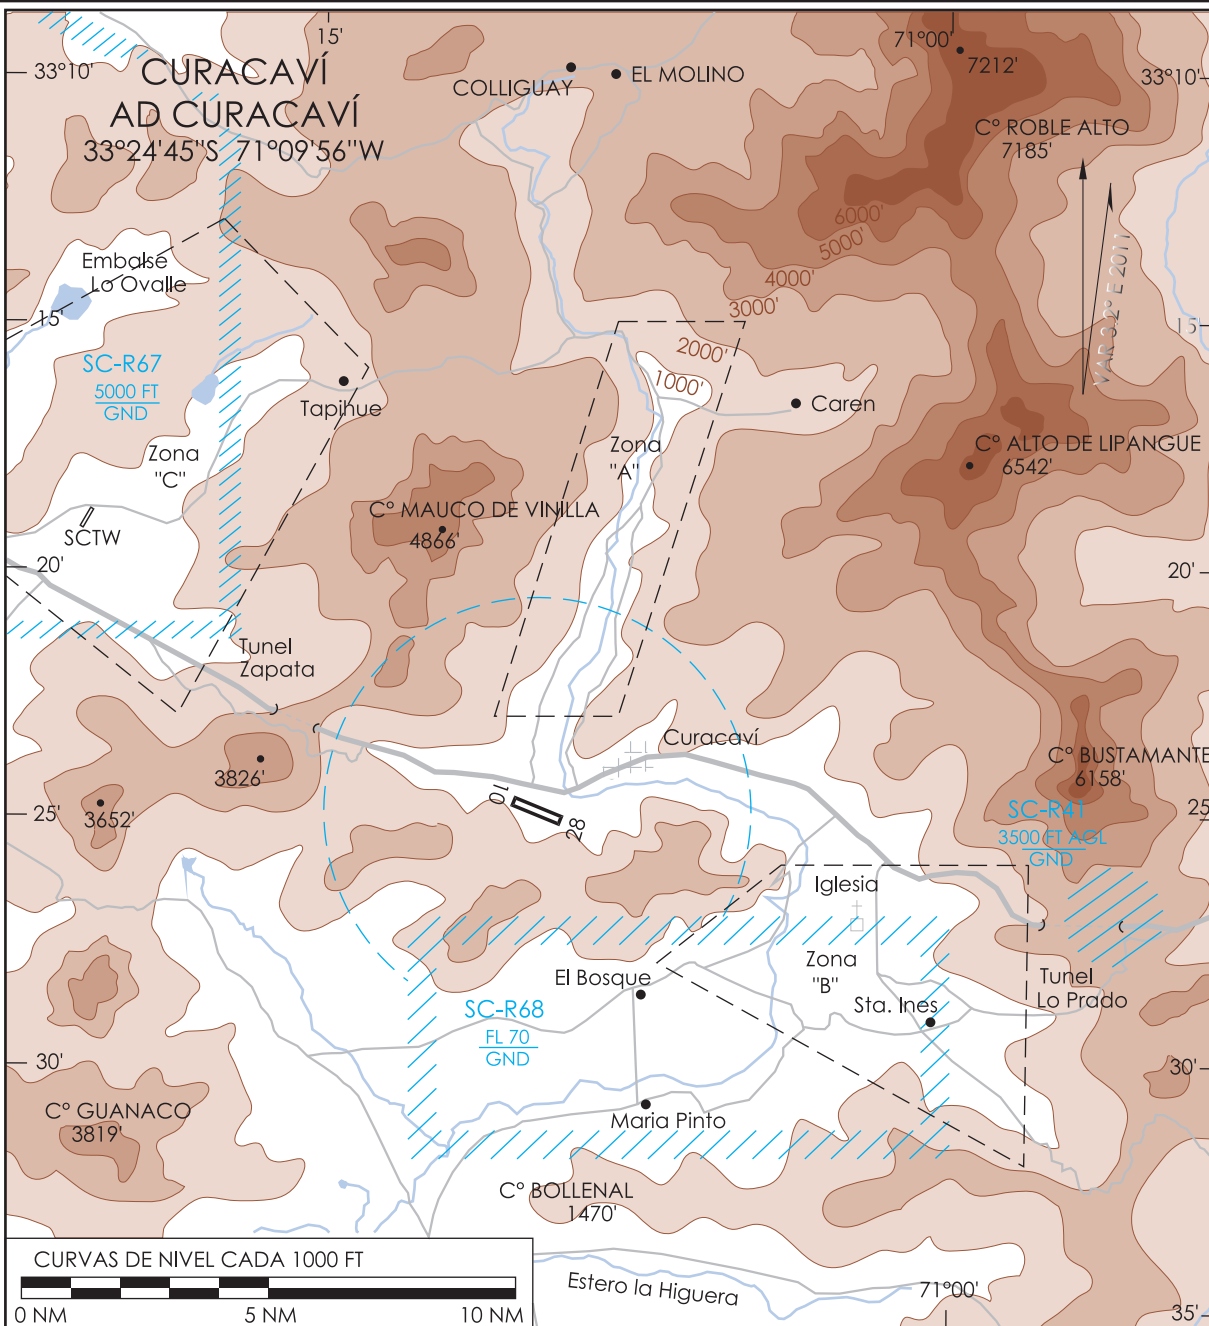 15'
71°00'
33°10'
CURACAVÍ
AD CURACAVÍ
33°24'45"S 71°09'56"W
COLLIGUAY
EL MOLINO
7212'
33°10'
C° ROBLE ALTO
7185'
6000'
5000'
4000'
3000'
2000'
1000'
VAR 3.2° E 2011
Embalse
Lo Ovalle
15'
15'
SC-R67
5000 FT
GND
Tapihue
Caren
Zona
"C"
Zona
"A"
C° ALTO DE LIPANGUE
6542'
SCTW
C° MAUCO DE VINILLA
4866'
20'
20'
Tunel
Zapata
Curacaví
3826'
C° BUSTAMANTE
6158'
10
28
3652'
25'
25'
SC-R41
3500 FT AGL
GND
Iglesia
El Bosque
Zona
"B"
Sta. Ines
Tunel
Lo Prado
SC-R68
FL 70
GND
30'
30'
C° GUANACO
3819'
Maria Pinto
C° BOLLENAL
1470'
CURVAS DE NIVEL CADA 1000 FT
0 NM
5 NM
10 NM
Estero la Higuera
71°00'
35'